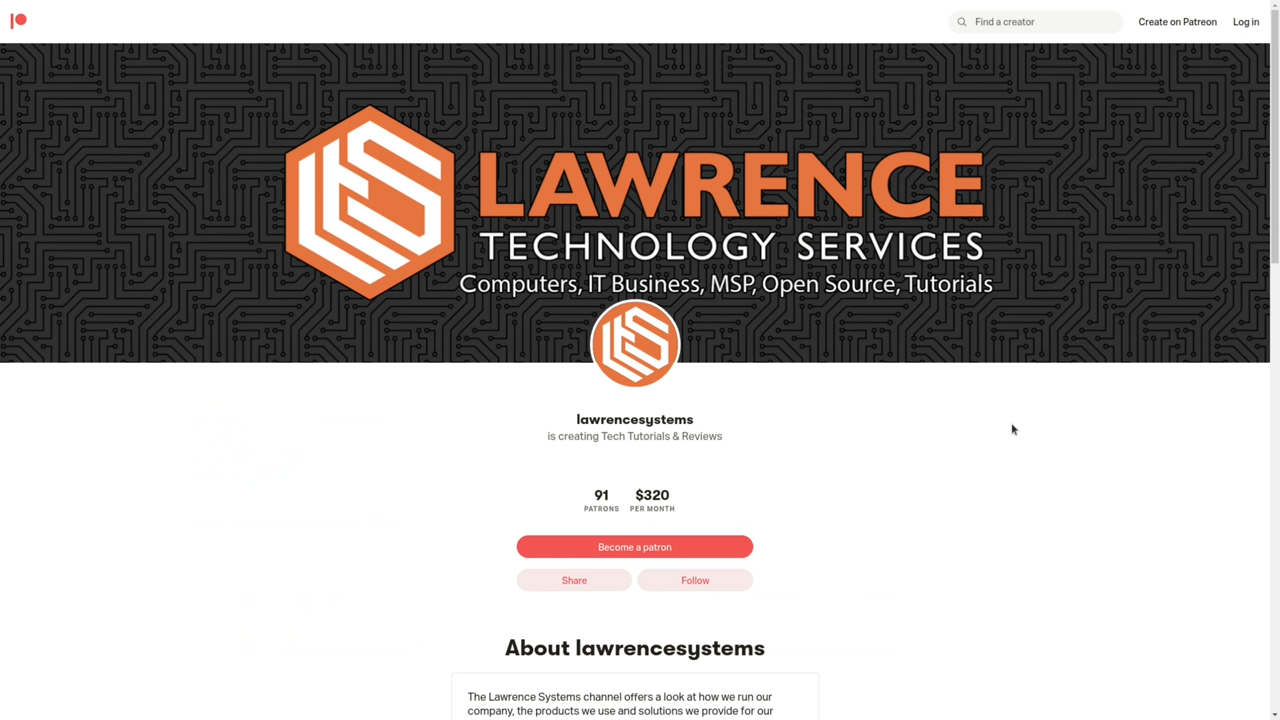 Find a creator
Create on Patreon
Log in
LAWRENCE
TECHNOLOGY SERVICES
Computers, IT Business, MSP, Open Source, Tutorials
lawrencesystems
is creating Tech Tutorials & Reviews
91 $320
PATRONS PER MONTH
Become a patron
Share Follow
About lawrencesystems
The Lawrence Systems channel offers a look at how we run our
company, the products we use and solutions we provide for our